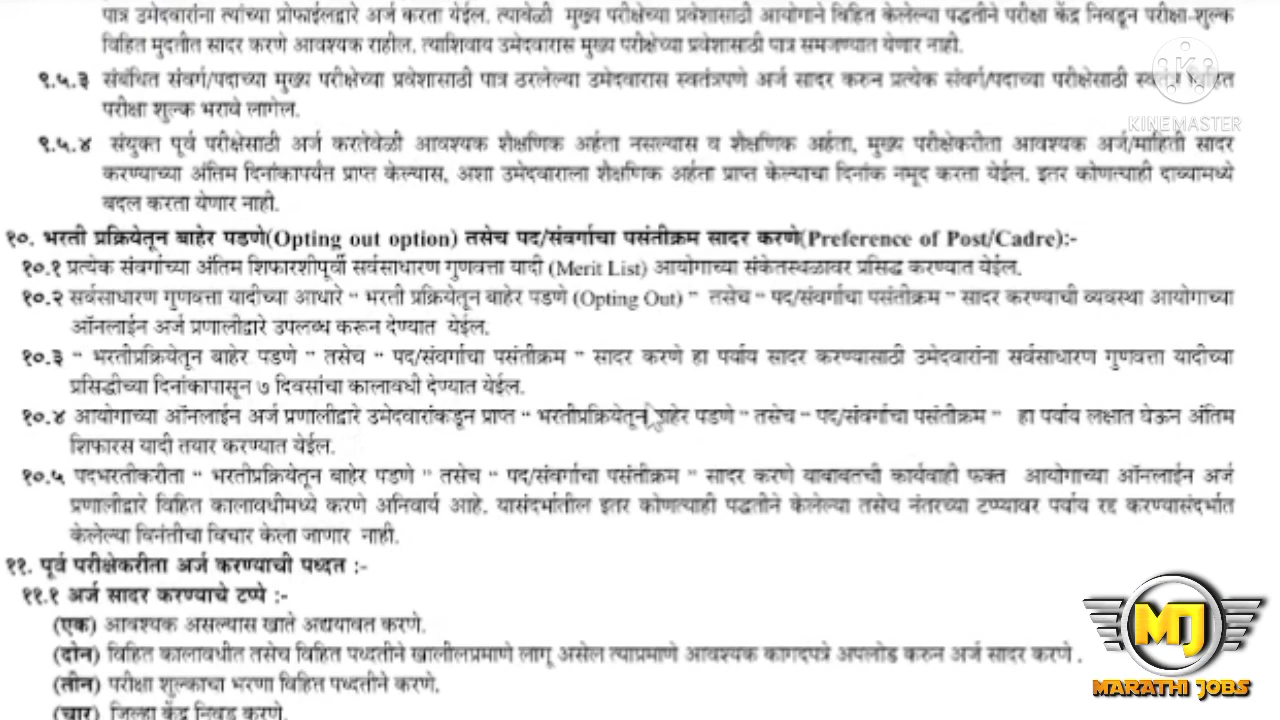 पात्र उमेदवारांना त्यांच्या प्रोफाईलद्वारे अर्ज करता येईल. त्यावेळी मुख्य परीक्षेच्या प्रवेशासाठी आयोगाने विहित केलेल्या पद्धतीने परीक्षा केंद्र निवडून परीक्षा-शुल्क
विहित मुदतीत सादर करणे आवश्यक राहील. त्याशिवाय उमेदवारास मुख्य परीक्षेच्या प्रवेशासाठी पात्र समजण्यात येणार नाही.
९.५.३ संबंधित संवर्ग/पदाच्या मुख्य परीक्षेच्या प्रवेशासाठी पात्र ठरलेल्या उमेदवारास स्वतंत्रपणे अर्ज सादर करुन प्रत्येक संवर्ग/पदाच्या परीक्षेसाठी स्वतंत्र विहित
परीक्षा शुल्क भरावे लागेल.
KINEMASTER
९.५.४ संयुक्त पूर्व परीक्षेसाठी अर्ज करतेवेळी आवश्यक शैक्षणिक अर्हता नसल्यास व शैक्षणिक अर्हता, मुख्य परीक्षेकरीता आवश्यक अर्ज/माहिती सादर
करण्याच्या अंतिम दिनांकापर्यंत प्राप्त केल्यास, अशा उमेदवाराला शैक्षणिक अर्हता प्राप्त केल्याचा दिनांक नमूद करता येईल. इतर कोणत्याही दाव्यामध्ये
बदल करता येणार नाही.
१०. भरती प्रक्रियेतून बाहेर पडणे(Opting out option) तसेच पद/संवर्गाचा पसंतीक्रम सादर करणे(Preference of Post/Cadre):-
१०.१ प्रत्येक संवर्गाच्या अंतिम शिफारशीपूर्वी सर्वसाधारण गुणवत्ता यादी (Merit List) आयोगाच्या संकेतस्थळावर प्रसिद्ध करण्यात येईल.
१०.२ सर्वसाधारण गुणवत्ता यादीच्या आधारे “ भरती प्रक्रियेतून बाहेर पडणे (Opting Out) ” तसेच “ पद/संवर्गाचा पसंतीक्रम ” सादर करण्याची व्यवस्था आयोगाच्या
ऑनलाईन अर्ज प्रणालीद्वारे उपलब्ध करून देण्यात येईल.
१०.३ “ भरतीप्रक्रियेतून बाहेर पडणे ” तसेच “ पद/संवर्गाचा पसंतीक्रम ” सादर करणे हा पर्याय सादर करण्यासाठी उमेदवारांना सर्वसाधारण गुणवत्ता यादीच्या
प्रसिद्धीच्या दिनांकापासून ७ दिवसांचा कालावधी देण्यात येईल.
१०.४ आयोगाच्या ऑनलाईन अर्ज प्रणालीद्वारे उमेदवारांकडून प्राप्त “ भरतीप्रक्रियेतून बाहेर पडणे ” तसेच “ पद/संवर्गाचा पसंतीक्रम ” हा पर्याय लक्षात घेऊन अंतिम
शिफारस यादी तयार करण्यात येईल.
१०.५ पदभरतीकरीता “ भरतीप्रक्रियेतून बाहेर पडणे ” तसेच “ पद/संवर्गाचा पसंतीक्रम ” सादर करणे याबाबतची कार्यवाही फक्त आयोगाच्या ऑनलाईन अर्ज
प्रणालीद्वारे विहित कालावधीमध्ये करणे अनिवार्य आहे. यासंदर्भातील इतर कोणत्याही पद्धतीने केलेल्या तसेच नंतरच्या टप्प्यावर पर्याय रद्द करण्यासंदर्भात
केलेल्या विनंतीचा विचार केला जाणार नाही.
११. पूर्व परीक्षेकरीता अर्ज करण्याची पध्दत :-
११.१ अर्ज सादर करण्याचे टप्पे :-
(एक) आवश्यक असल्यास खाते अद्ययावत करणे.
(दोन) विहित कालावधीत तसेच विहित पध्दतीने खालीलप्रमाणे लागू असेल त्याप्रमाणे आवश्यक कागदपत्रे अपलोड करुन अर्ज सादर करणे .
(तीन) परीक्षा शुल्काचा भरणा विहित पध्दतीने करणे.
(चार) जिल्हा केंद्र निवड करणे.
MJ
MARATHI JOBS